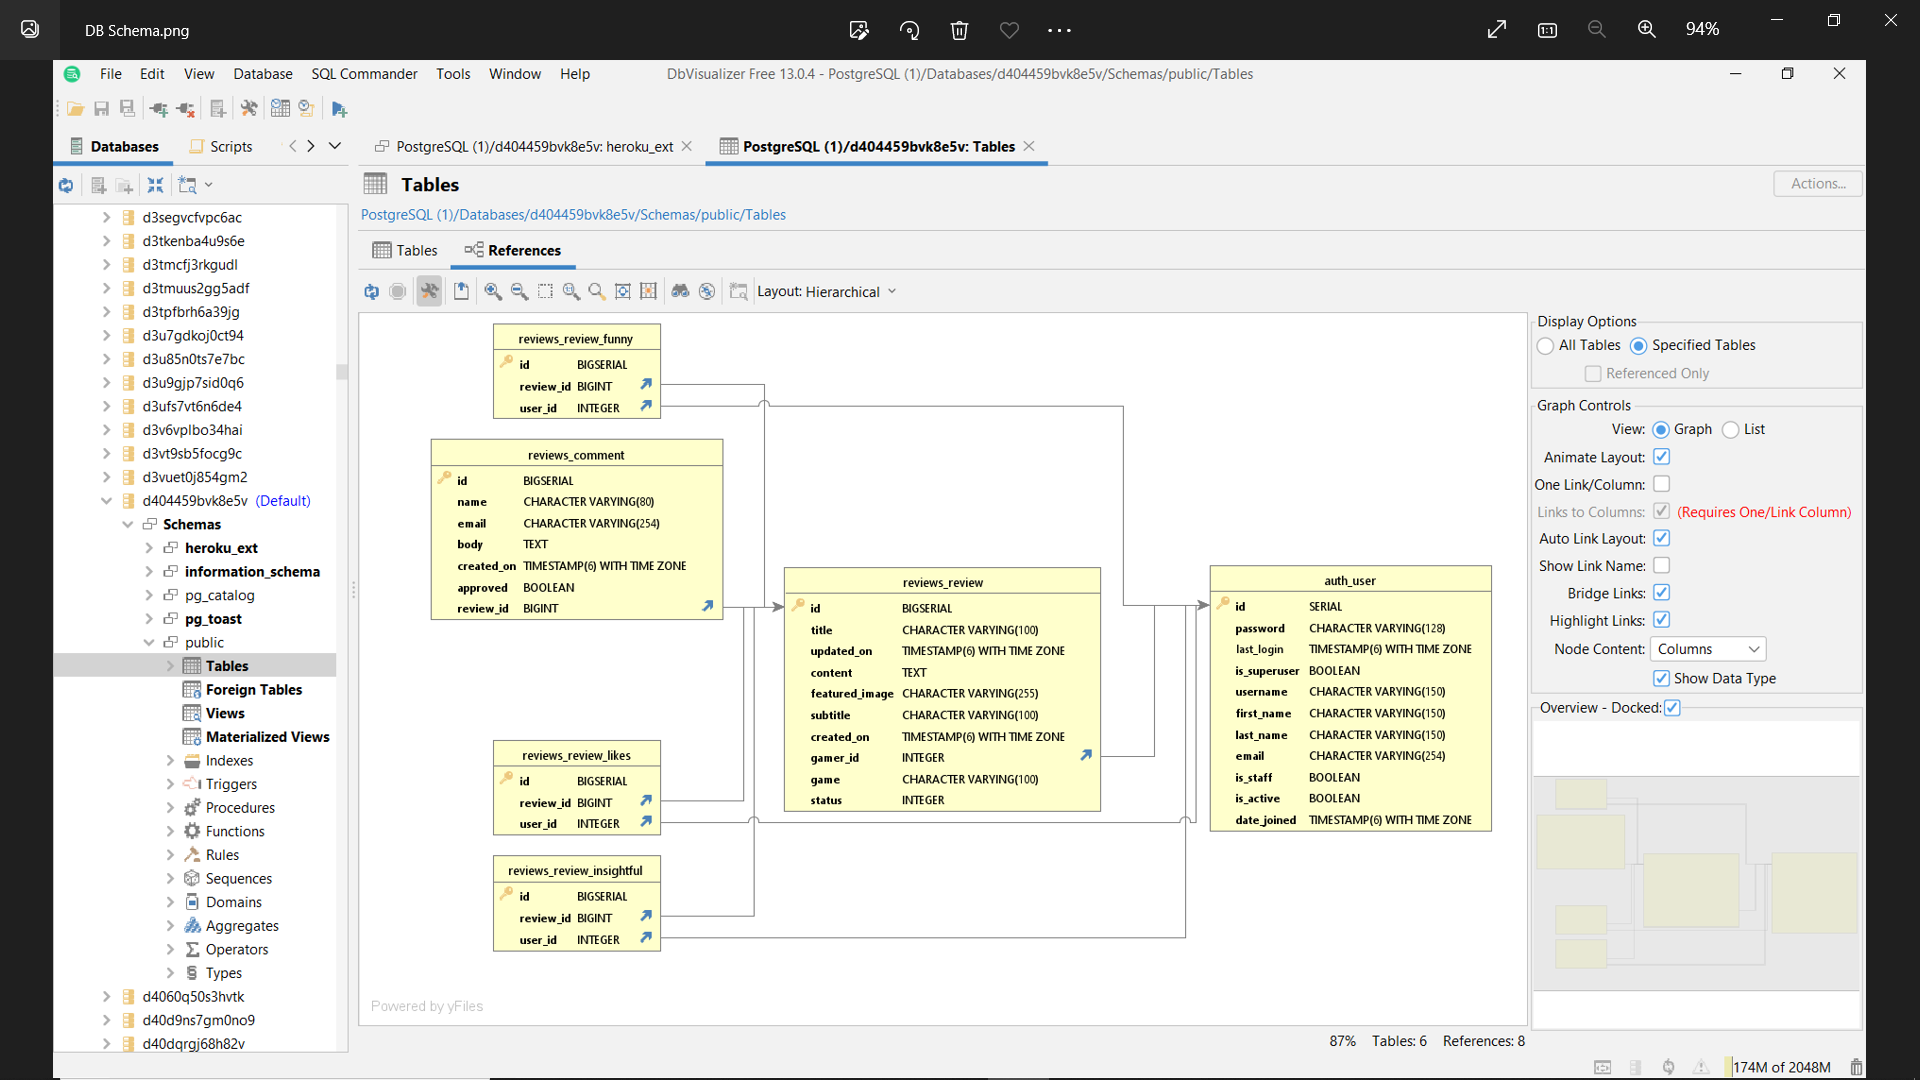 DB Schema.png
94%
File Edit View Database SQL Commander Tools Window Help
DbVisualizer Free 13.0.4 - PostgreSQL (1)/Databases/d404459bvk8e5v/Schemas/public/Tables
Databases
Scripts
PostgreSQL (1)/d404459bvk8e5v: heroku_ext
PostgreSQL (1)/d404459bvk8e5v: Tables
Tables
Actions...
PostgreSQL (1)/Databases/d404459bvk8e5v/Schemas/public/Tables
Tables
References
Layout: Hierarchical
d3segvcfvpc6ac
d3tkenba4u9s6e
d3tmcfj3rkgudl
d3tmuus2gg5adf
d3tpfbrh6a39jg
d3u7gdkoj0ct94
d3u85n0ts7e7bc
d3u9gjp7sid0q6
d3ufs7vt6n6de4
d3v6vplbo34hai
d3vt9sb5focg9c
d3vuet0j854gm2
d404459bvk8e5v (Default)
Schemas
heroku_ext
information_schema
pg_catalog
pg_toast
public
Tables
Foreign Tables
Views
Materialized Views
Indexes
Triggers
Procedures
Functions
Rules
Sequences
Domains
Aggregates
Operators
Types
d4060q50s3hvtk
d40d9ns7gm0no9
d40dqrgj68h82v
reviews_review_funny
id BIGSERIAL
review_id BIGINT
user_id INTEGER
reviews_comment
id BIGSERIAL
name CHARACTER VARYING(80)
email CHARACTER VARYING(254)
body TEXT
created_on TIMESTAMP(6) WITH TIME ZONE
approved BOOLEAN
review_id BIGINT
reviews_review
id BIGSERIAL
title CHARACTER VARYING(100)
updated_on TIMESTAMP(6) WITH TIME ZONE
content TEXT
featured_image CHARACTER VARYING(255)
subtitle CHARACTER VARYING(100)
created_on TIMESTAMP(6) WITH TIME ZONE
gamer_id INTEGER
game CHARACTER VARYING(100)
status INTEGER
auth_user
id SERIAL
password CHARACTER VARYING(128)
last_login TIMESTAMP(6) WITH TIME ZONE
is_superuser BOOLEAN
username CHARACTER VARYING(150)
first_name CHARACTER VARYING(150)
last_name CHARACTER VARYING(150)
email CHARACTER VARYING(254)
is_staff BOOLEAN
is_active BOOLEAN
date_joined TIMESTAMP(6) WITH TIME ZONE
reviews_review_likes
id BIGSERIAL
review_id BIGINT
user_id INTEGER
reviews_review_insightful
id BIGSERIAL
review_id BIGINT
user_id INTEGER
Powered by yFiles
Display Options
All Tables Specified Tables
Referenced Only
Graph Controls
View: Graph List
Animate Layout:
One Link/Column:
Links to Columns: (Requires One/Link Column)
Auto Link Layout:
Show Link Name:
Bridge Links:
Highlight Links:
Node Content: Columns
Show Data Type
Overview - Docked:
87% Tables: 6 References: 8
174M of 2048M